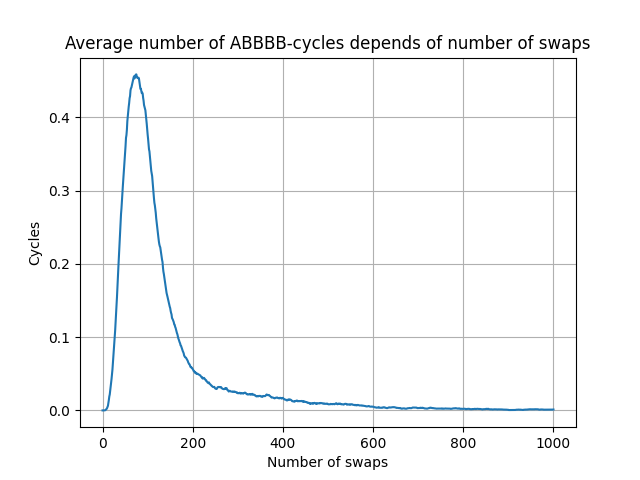 Average number of ABBBB-cycles depends of number of swaps
0.4
0.3
0.2
0.1
0.0
Cycles
0 200 400 600 800 1000
Number of swaps